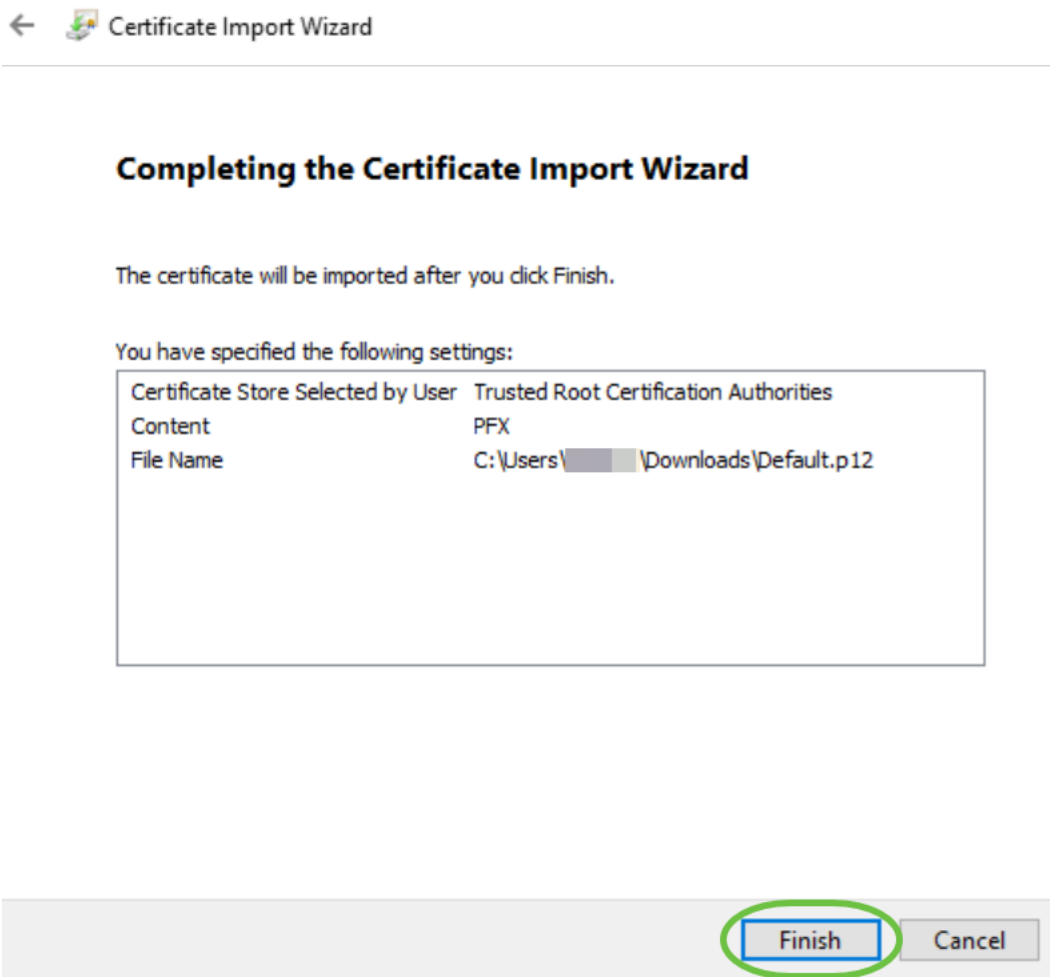 Certificate Import Wizard
Completing the Certificate Import Wizard
The certificate will be imported after you click Finish.
You have specified the following settings:
Certificate Store Selected by User Trusted Root Certification Authorities
Content PFX
File Name C:\Users\ \Downloads\Default.p12
Finish Cancel